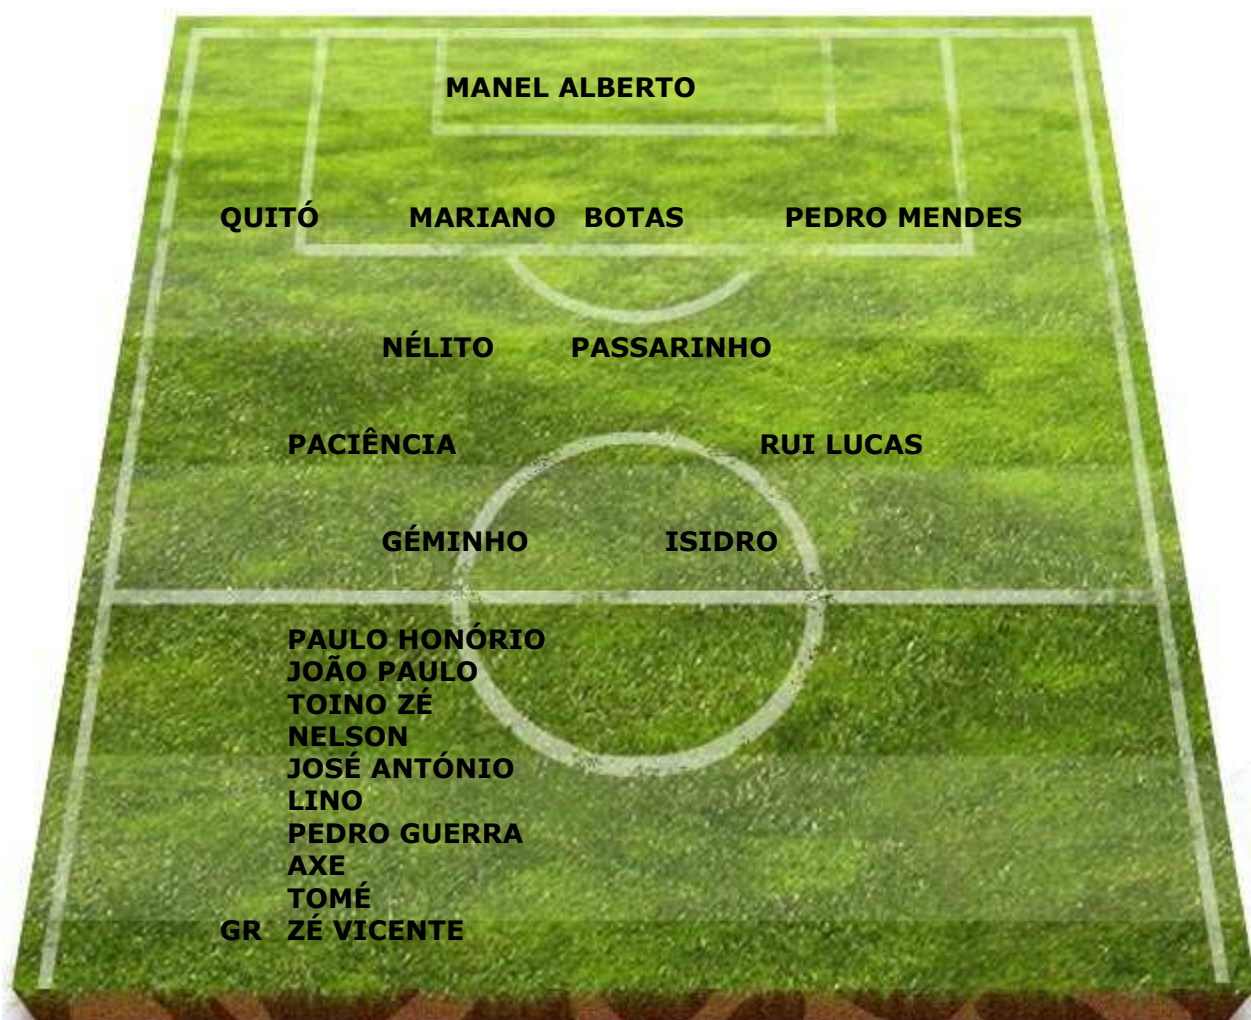 MANEL ALBERTO
QUITÓ MARIANO BOTAS PEDRO MENDES
NÉLITO PASSARINHO
PACIÊNCIA RUI LUCAS
GÉMINHO ISIDRO
PAULO HONÓRIO
JOÃO PAULO
TOINO ZÉ
NELSON
JOSÉ ANTÓNIO
LINO
PEDRO GUERRA
AXE
TOMÉ
GR ZÉ VICENTE